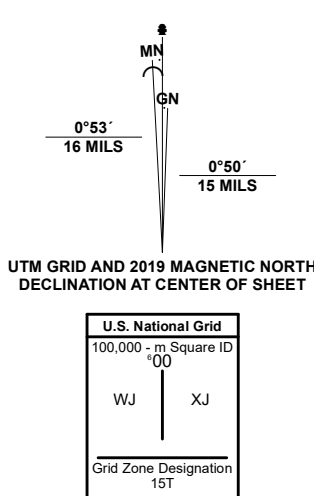 MN
GN
0°53´
16 MILS
0°50´
15 MILS
UTM GRID AND 2019 MAGNETIC NORTH
DECLINATION AT CENTER OF SHEET
U.S. National Grid
100,000 - m Square ID
⁶00
WJ XJ
Grid Zone Designation
15T